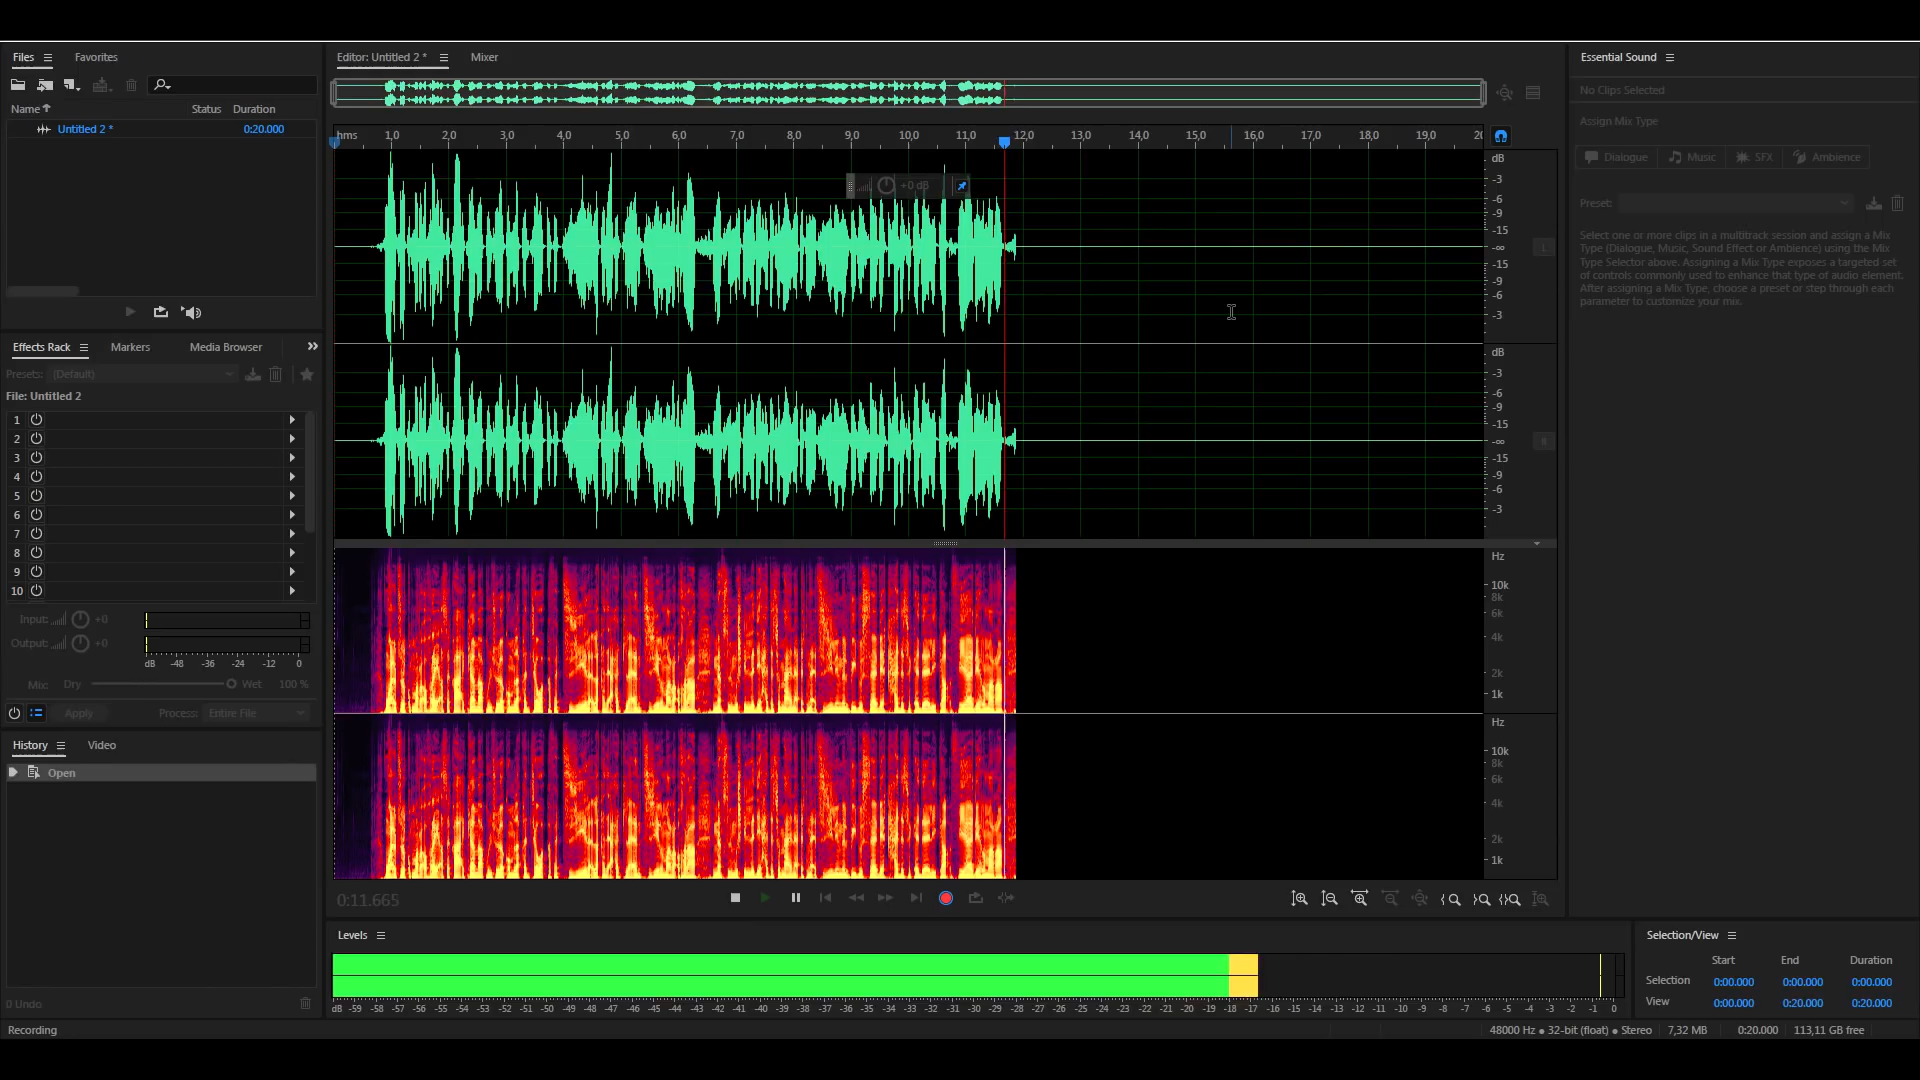 Files Favorites
Name Status Duration
Untitled 2 * 0:20.000
Effects Rack Markers Media Browser
Presets: (Default)
File: Untitled 2
1
2
3
4
5
6
7
8
9
10
Input: +0
Output: +0
dB -48 -36 -24 -12 0
Mix: Dry Wet 100 %
Apply Process: Entire File
History Video
Open
0 Undo
Recording
Editor: Untitled 2 * Mixer
hms 1,0 2,0 3,0 4,0 5,0 6,0 7,0 8,0 9,0 10,0 11,0 12,0 13,0 14,0 15,0 16,0 17,0 18,0 19,0 20
+0 dB
dB
-3
-6
-9
-15
-∞
-15
-9
-6
-3
L
dB
-3
-6
-9
-15
-∞
-15
-9
-6
-3
R
Hz
10k
8k
6k
4k
2k
1k
Hz
10k
8k
6k
4k
2k
1k
0:11.665
Levels
dB -59 -58 -57 -56 -55 -54 -53 -52 -51 -50 -49 -48 -47 -46 -45 -44 -43 -42 -41 -40 -39 -38 -37 -36 -35 -34 -33 -32 -31 -30 -29 -28 -27 -26 -25 -24 -23 -22 -21 -20 -19 -18 -17 -16 -15 -14 -13 -12 -11 -10 -9 -8 -7 -6 -5 -4 -3 -2 -1 0
Essential Sound
No Clips Selected
Assign Mix Type
Dialogue Music SFX Ambience
Preset:
Select one or more clips in a multitrack session and assign a Mix
Type (Dialogue, Music, Sound Effect or Ambience) using the Mix
Type Selector above. Assigning a Mix Type exposes a targeted set
of controls commonly used to enhance that type of audio element.
After assigning a Mix Type, choose a preset or step through each
parameter to customize your mix.
Selection/View
Start End Duration
Selection 0:00.000 0:00.000 0:00.000
View 0:00.000 0:20.000 0:20.000
48000 Hz ● 32-bit (float) ● Stereo 7,32 MB 0:20.000 113,11 GB free